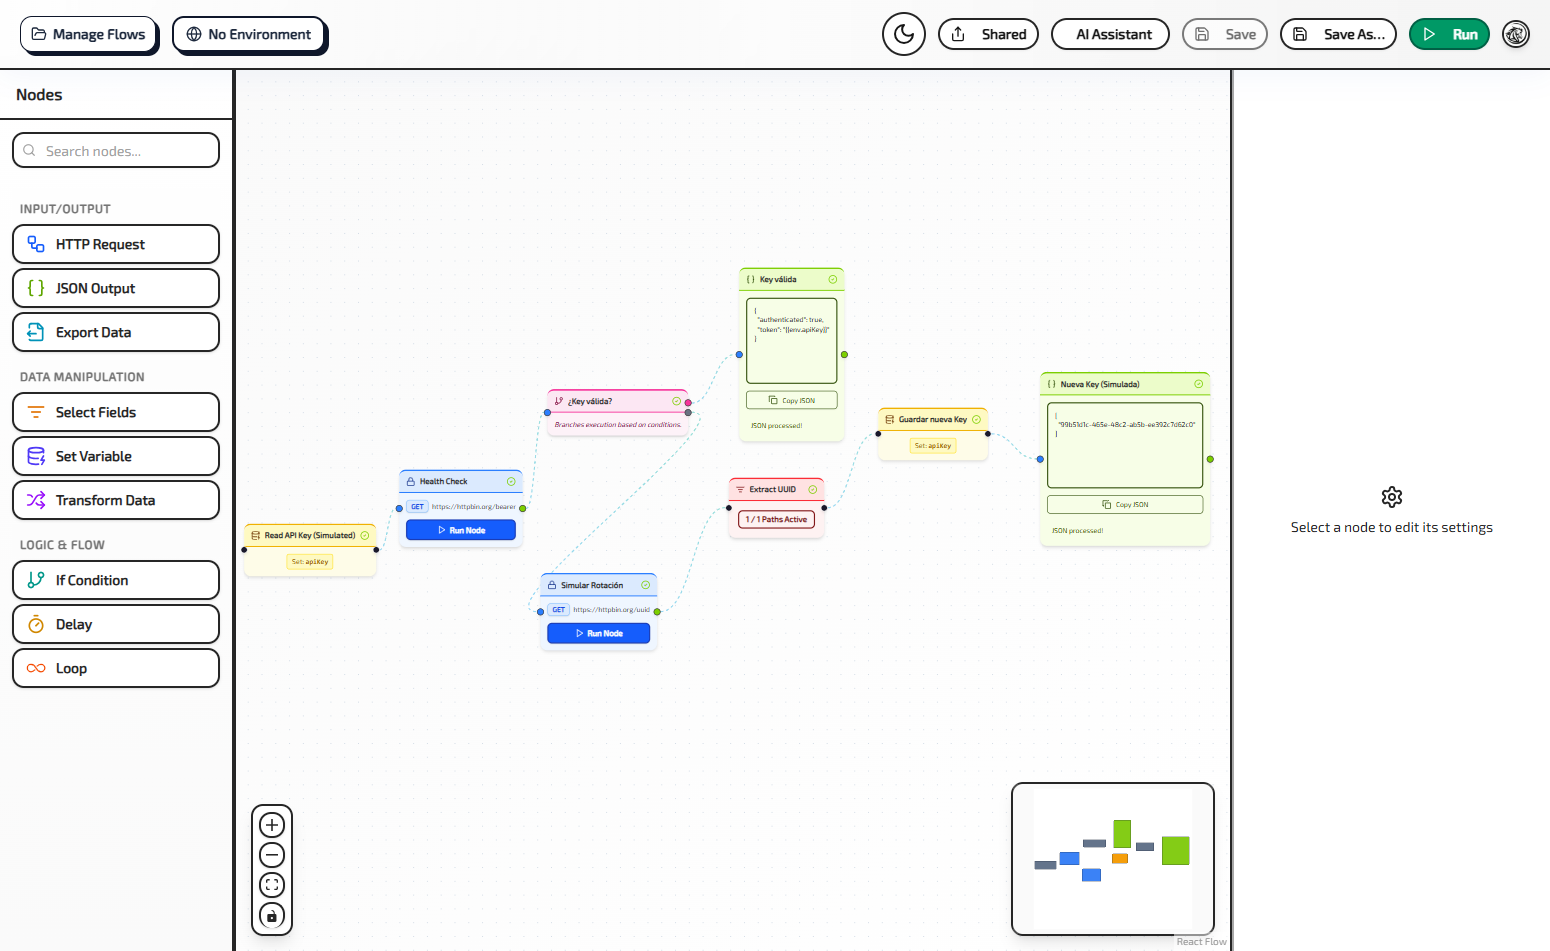 Manage Flows
No Environment
Shared
AI Assistant
Save
Save As...
Run
Nodes
Search nodes...
INPUT/OUTPUT
HTTP Request
JSON Output
Export Data
DATA MANIPULATION
Select Fields
Set Variable
Transform Data
LOGIC & FLOW
If Condition
Delay
Loop
Read API Key (Simulated)
Set: apiKey
Health Check
GET https://httpbin.org/bearer
Run Node
¿Key válida?
Branches execution based on conditions.
Simular Rotación
GET https://httpbin.org/uuid
Run Node
{ } Key válida
{
"authenticated": true,
"token": "{{env.apiKey}}"
}
Copy JSON
JSON processed!
Extract UUID
1 / 1 Paths Active
Guardar nueva Key
Set: apiKey
{ } Nueva Key (Simulada)
[
"99b51d1c-465e-48c2-ab5b-ee392c7d62c0"
]
Copy JSON
JSON processed!
Select a node to edit its settings
React Flow